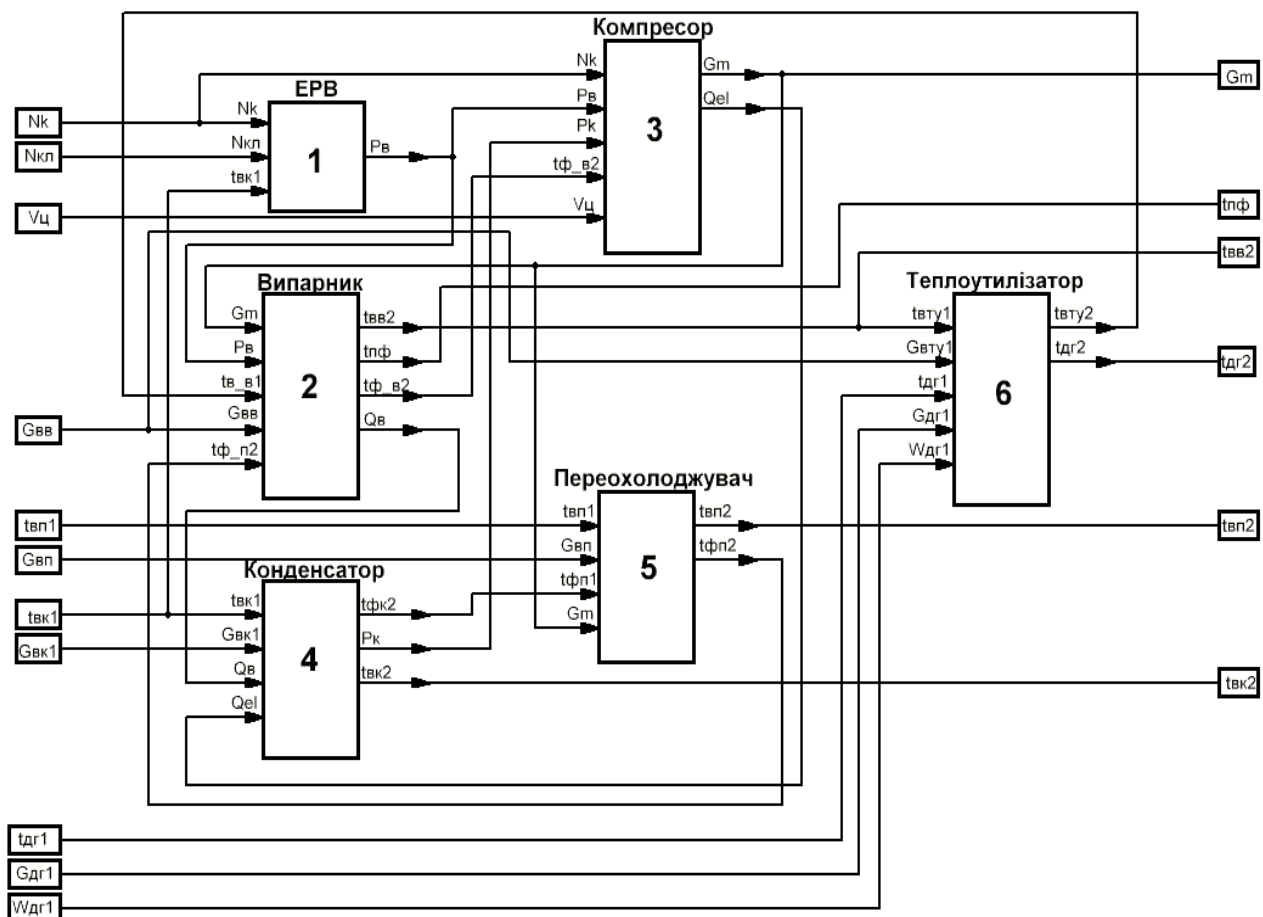 Nk
Nкл
Vц
Gвв
tвп1
Gвп
tвк1
Gвк1
tдг1
Gдг1
Wдг1
ЕРВ
Nk
Nкл
tвк1
1
Pв
Компресор
Nk
Pв
Pk
tф_в2
Vц
3
Gm
Qel
Випарник
Gm
Pв
tв_в1
Gвв
tф_п2
2
tвв2
tпф
tф_в2
Qв
Конденсатор
tвк1
Gвк1
Qв
Qel
4
tфк2
Pк
tвк2
Переохолоджувач
tвп1
Gвп
tфп1
Gm
5
tвп2
tфп2
Теплоутилізатор
tвту1
Gвту1
tдг1
Gдг1
Wдг1
6
tвту2
tдг2
Gm
tпф
tвв2
tдг2
tвп2
tвк2